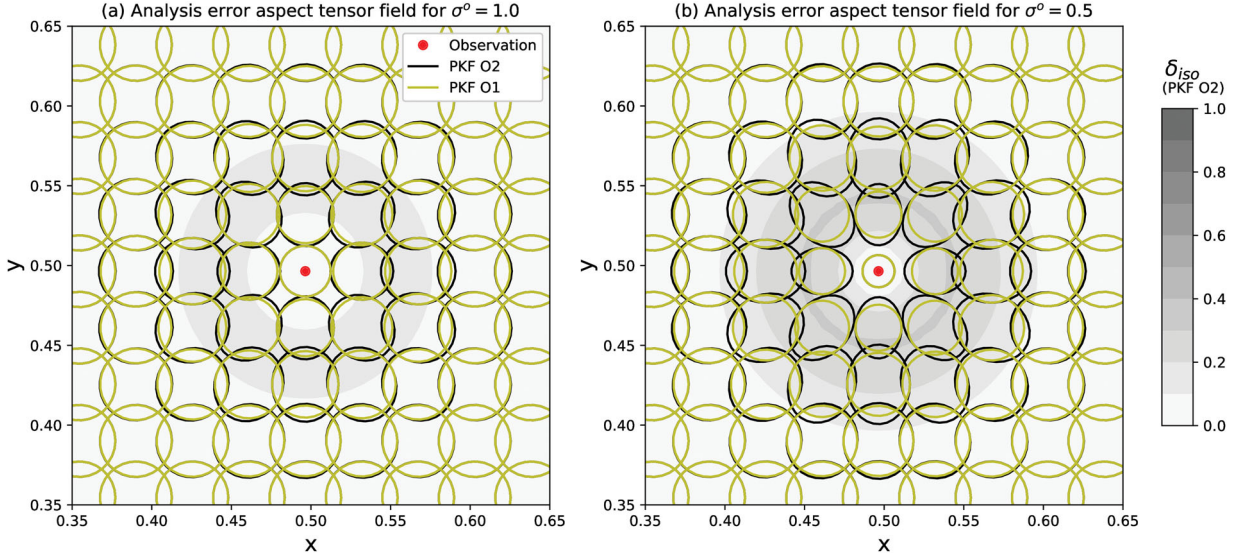 (a) Analysis error aspect tensor field for σᵒ = 1.0
(b) Analysis error aspect tensor field for σᵒ = 0.5
Observation
PKF O2
PKF O1
y
0.65
0.60
0.55
0.50
0.45
0.40
0.35
0.35 0.40 0.45 0.50 0.55 0.60 0.65
x
y
0.65
0.60
0.55
0.50
0.45
0.40
0.35
0.35 0.40 0.45 0.50 0.55 0.60 0.65
x
δ_iso
(PKF O2)
1.0
0.8
0.6
0.4
0.2
0.0